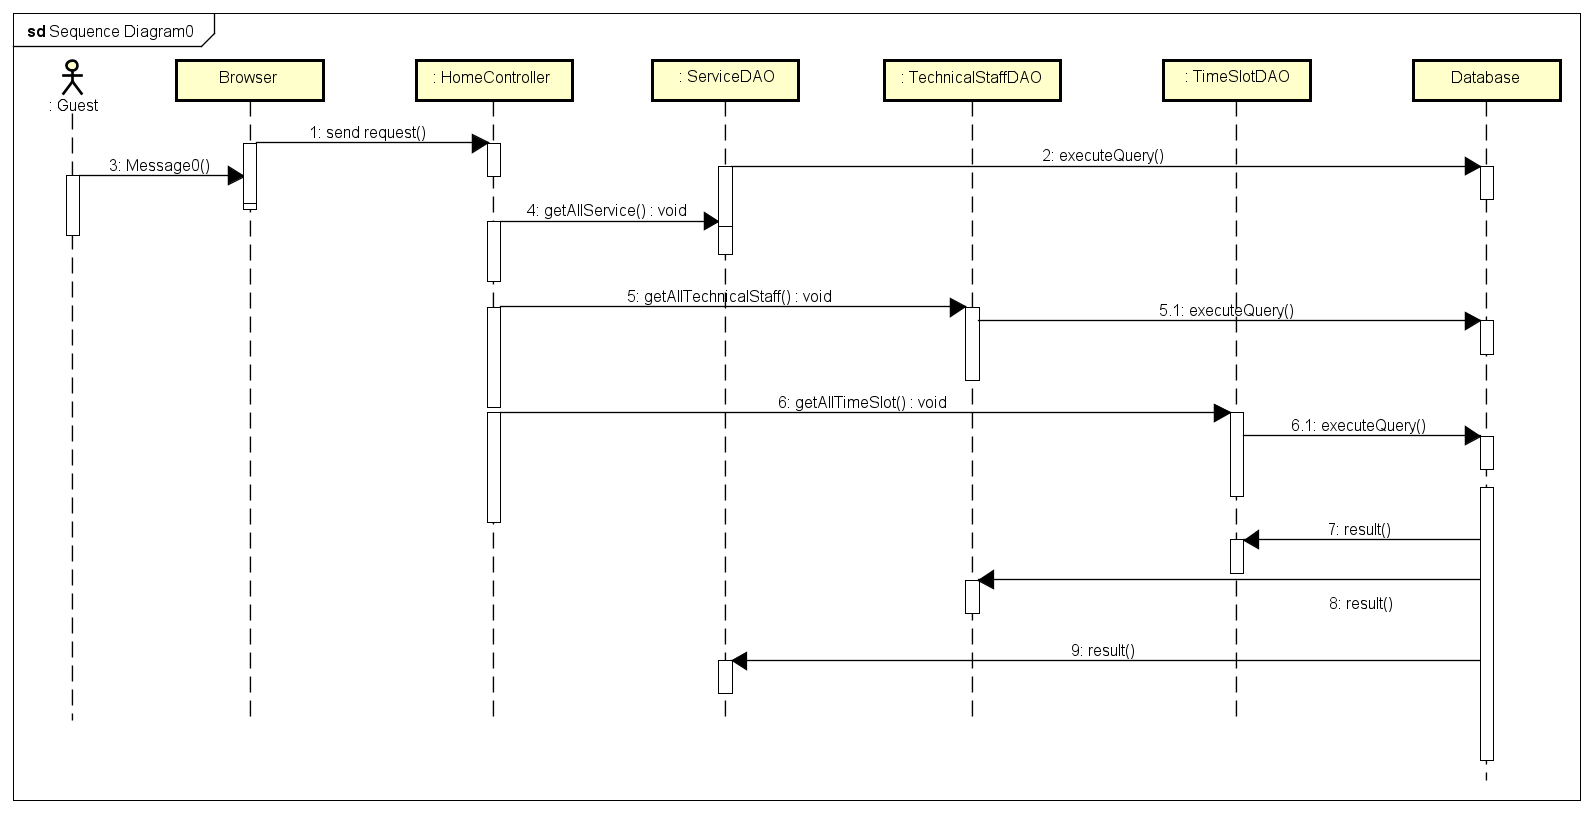 sd Sequence Diagram0
: Guest
Browser
: HomeController
: ServiceDAO
: TechnicalStaffDAO
: TimeSlotDAO
Database
1: send request()
2: executeQuery()
3: Message0()
4: getAllService() : void
5: getAllTechnicalStaff() : void
5.1: executeQuery()
6: getAllTimeSlot() : void
6.1: executeQuery()
7: result()
8: result()
9: result()